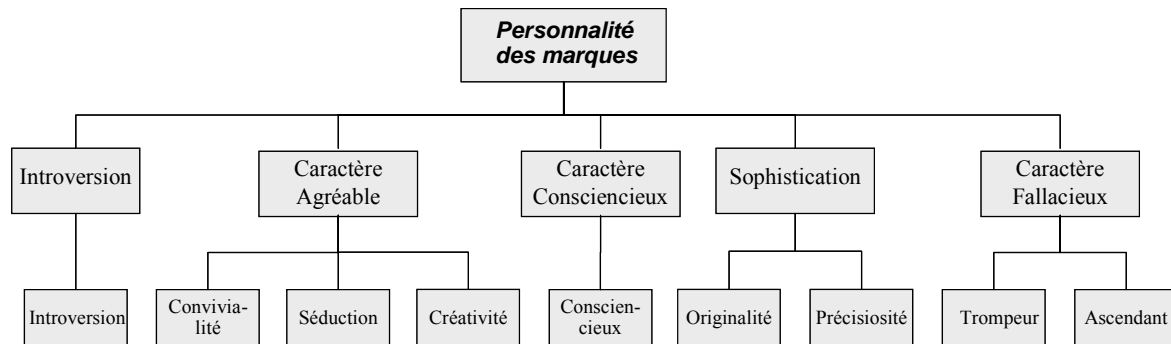 Personnalité
des marques
Introversion
Caractère
Agréable
Caractère
Consciencieux
Sophistication
Caractère
Fallacieux
Introversion
Convivia-
lité
Séduction
Créativité
Conscien-
cieux
Originalité
Précisiosité
Trompeur
Ascendant